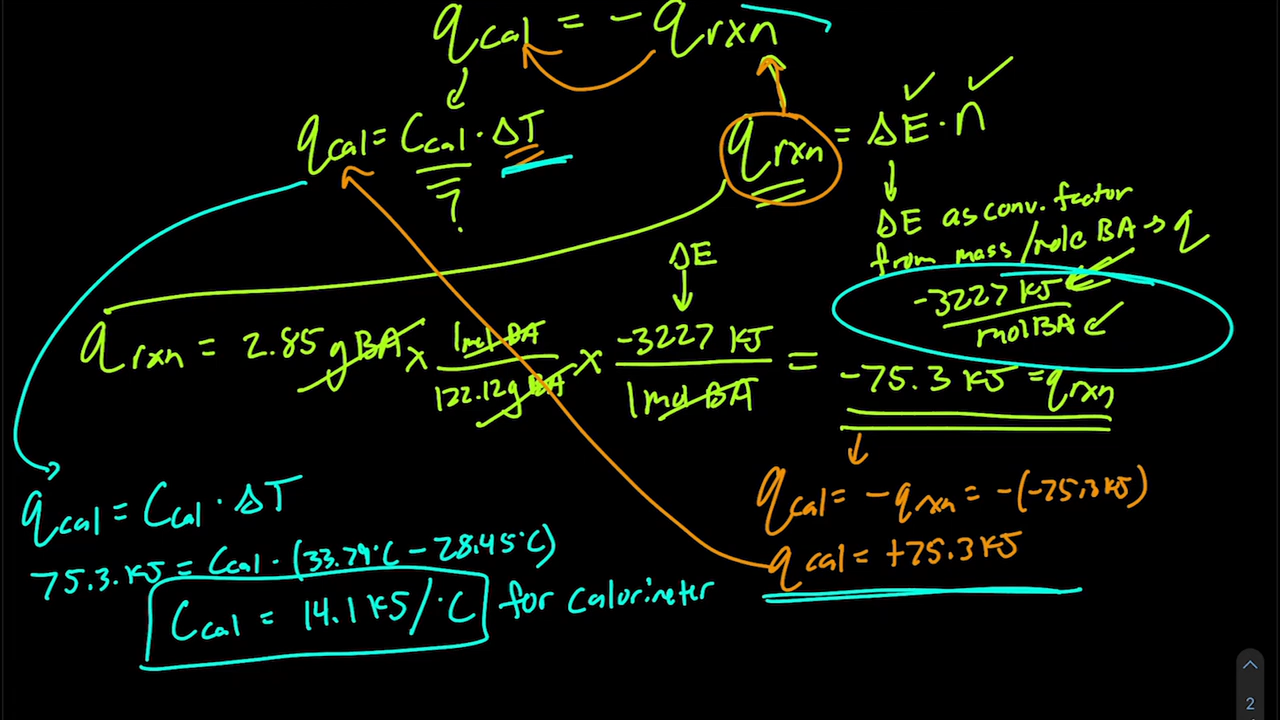 qcal = - qrxn
qcal = Ccal · ΔT
?
qrxn = ΔE · n
ΔE as conv. factor
from mass/mole BA → q
-3227 KJ
mol BA
ΔE
qrxn = 2.85 g BA x 1 mol BA / 122.12 g BA x -3227 KJ / 1 mol BA = -75.3 KJ = qrxn
qcal = -qrxn = -(-75.3 KJ)
qcal = +75.3 KJ
qcal = Ccal · ΔT
75.3. KJ = Ccal · (33.79°C - 28.45°C)
Ccal = 14.1 KJ/°C for calorimeter
2